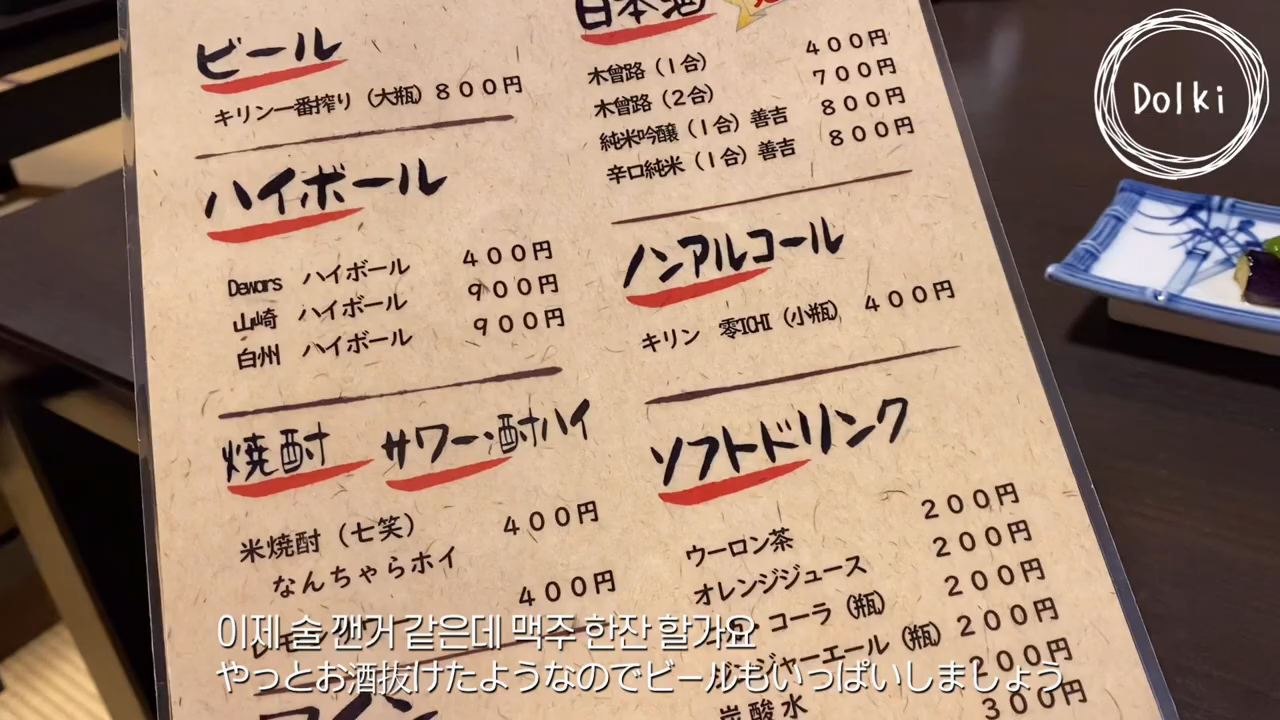 ビール
キリン一番搾り（大瓶）８００円
ハイボール
Dewars ハイボール ４００円
山崎 ハイボール ９００円
白州 ハイボール ９００円
焼酎 サワー・酎ハイ
米焼酎（七笑） ４００円
なんちゃらホイ
４００円
日本酒
木曽路（１合） ４００円
木曽路（２合） ７００円
純米吟醸（１合）善吉 ８００円
辛口純米（１合）善吉 ８００円
ノンアルコール
キリン 零ICHI（小瓶） ４００円
ソフトドリンク
ウーロン茶 ２００円
オレンジジュース ２００円
コーラ（瓶） ２００円
ジンジャーエール（瓶） ２００円
炭酸水 ２００円
３００円
Dolki
이제 술 깬거 같은데 맥주 한잔 할가요
やっとお酒抜けたようなのでビールもいっぱいしましょう